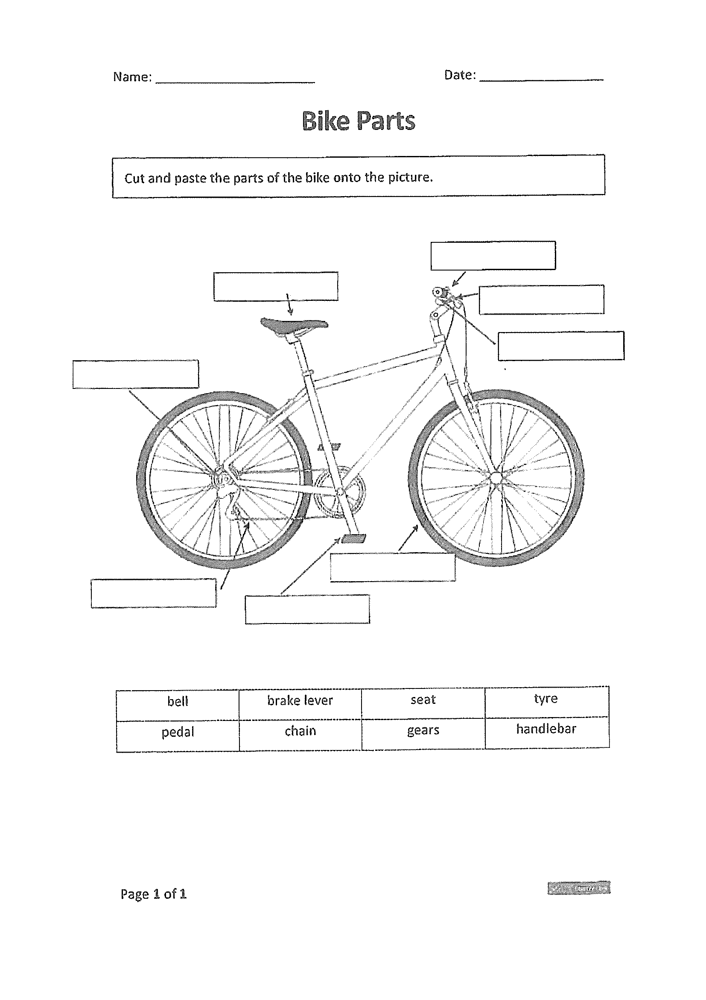 Name: Date:
Bike Parts
Cut and paste the parts of the bike onto the picture.
bell brake lever seat tyre
pedal chain gears handlebar
Page 1 of 1